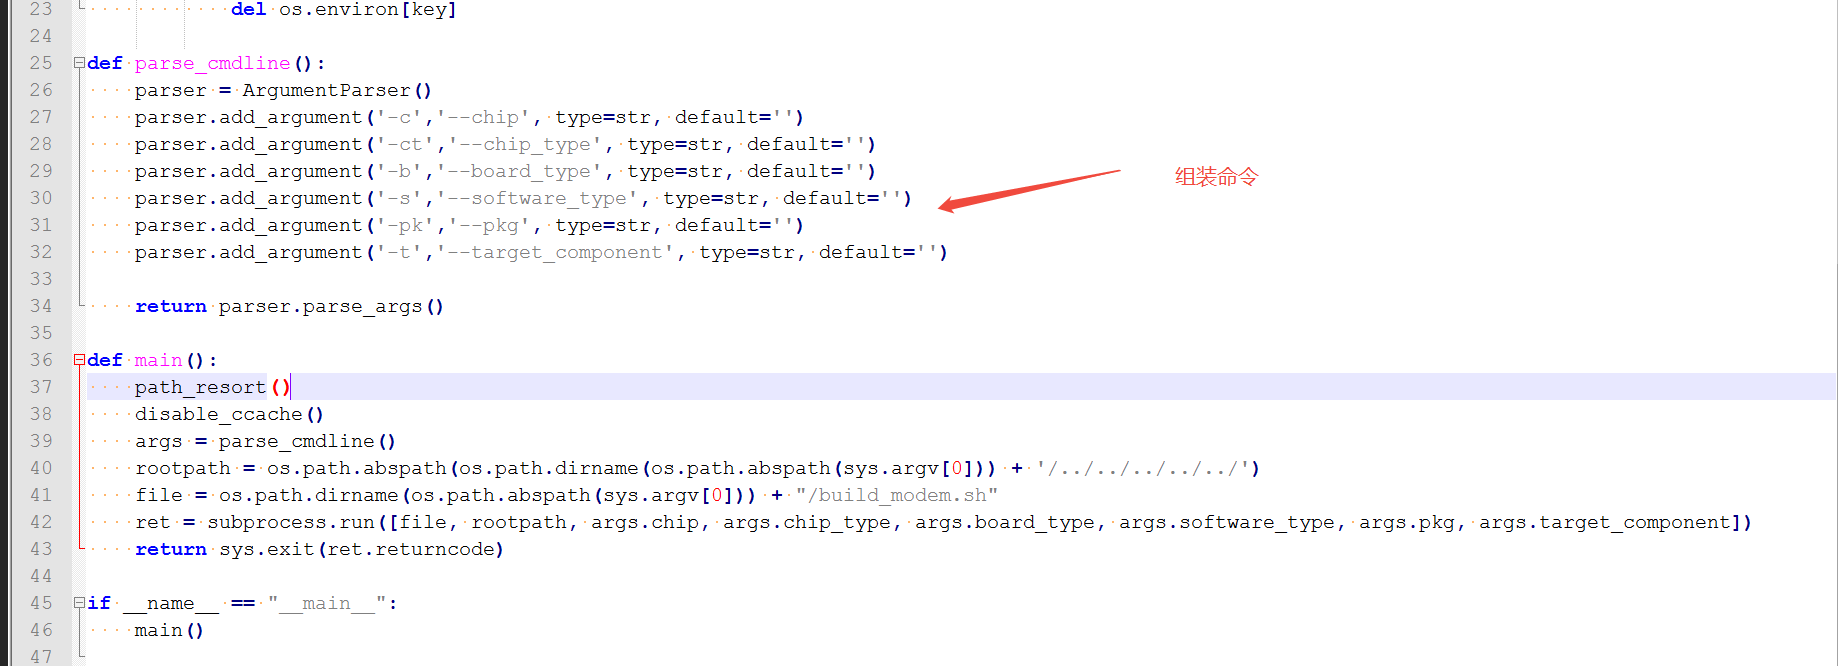 23 del os.environ[key]
24
25 def parse_cmdline():
26 parser = ArgumentParser()
27 parser.add_argument('-c','--chip', type=str, default='')
28 parser.add_argument('-ct','--chip_type', type=str, default='')
29 parser.add_argument('-b','--board_type', type=str, default='')
30 parser.add_argument('-s','--software_type', type=str, default='')
组装命令
31 parser.add_argument('-pk','--pkg', type=str, default='')
32 parser.add_argument('-t','--target_component', type=str, default='')
33
34 return parser.parse_args()
35
36 def main():
37 path_resort()
38 disable_ccache()
39 args = parse_cmdline()
40 rootpath = os.path.abspath(os.path.dirname(os.path.abspath(sys.argv[0])) + '/../../../../../')
41 file = os.path.dirname(os.path.abspath(sys.argv[0])) + "/build_modem.sh"
42 ret = subprocess.run([file, rootpath, args.chip, args.chip_type, args.board_type, args.software_type, args.pkg, args.target_component])
43 return sys.exit(ret.returncode)
44
45 if __name__ == "__main__":
46 main()
47